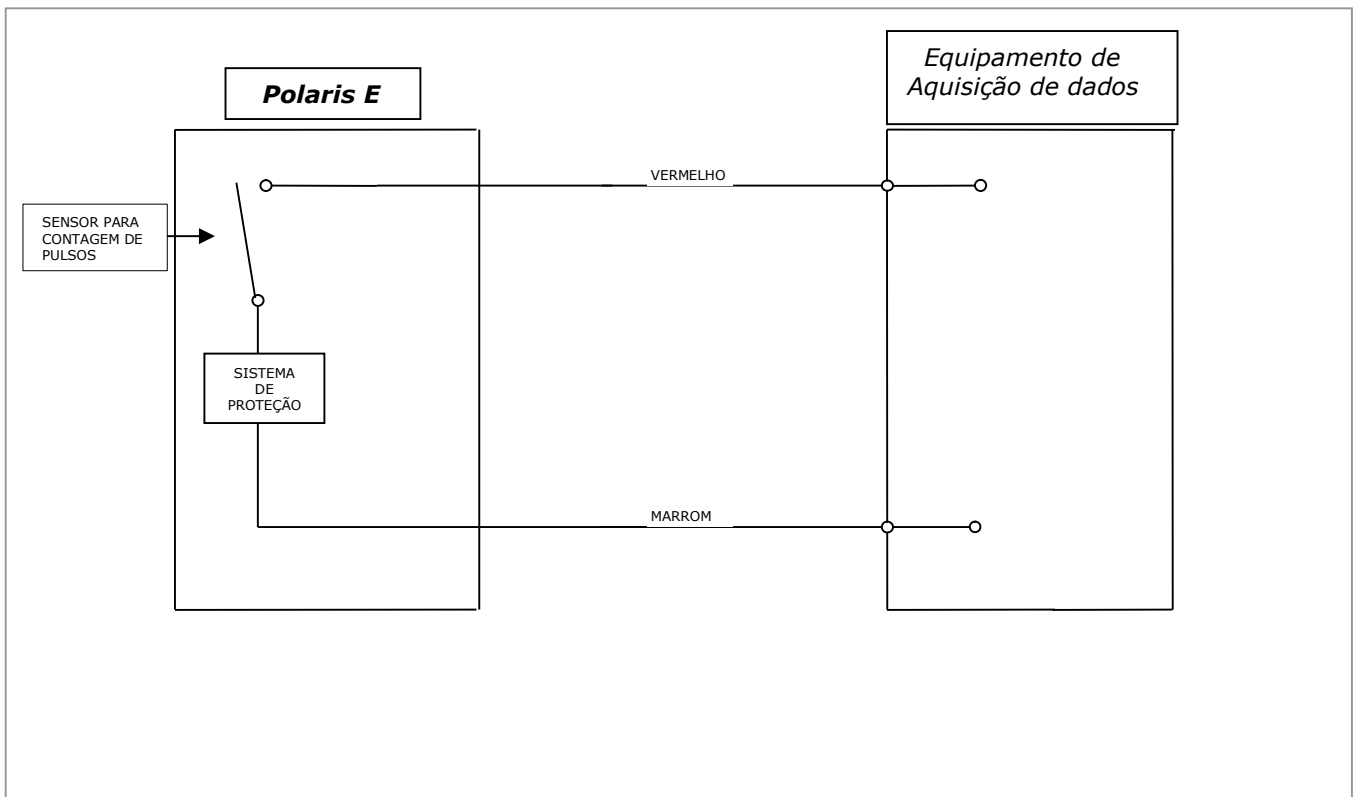 Polaris E
Equipamento de
Aquisição de dados
VERMELHO
SENSOR PARA
CONTAGEM DE
PULSOS
SISTEMA
DE
PROTEÇÃO
MARROM